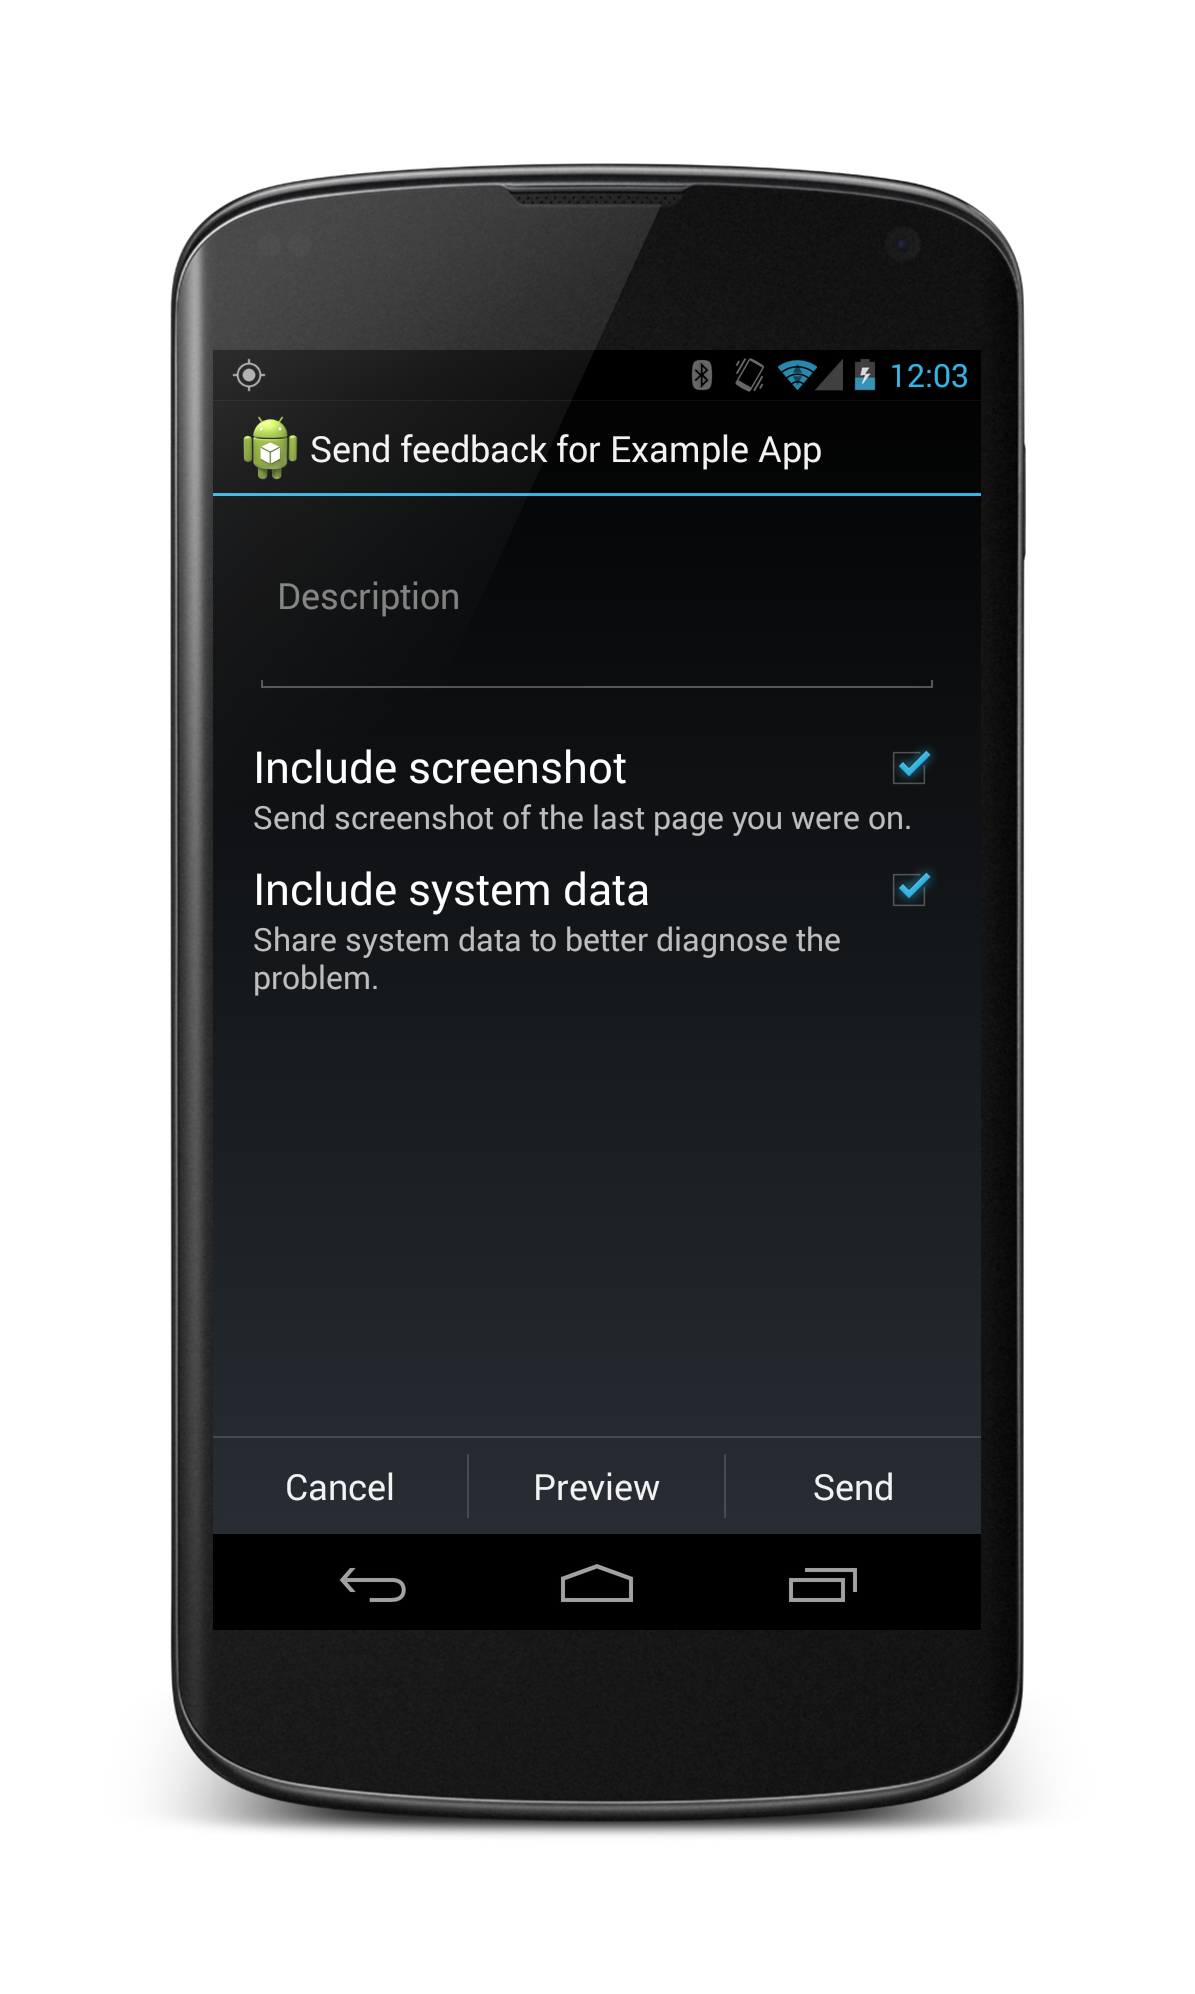 12:03
Send feedback for Example App
Description
Include screenshot
Send screenshot of the last page you were on.
Include system data
Share system data to better diagnose the
problem.
Cancel
Preview
Send